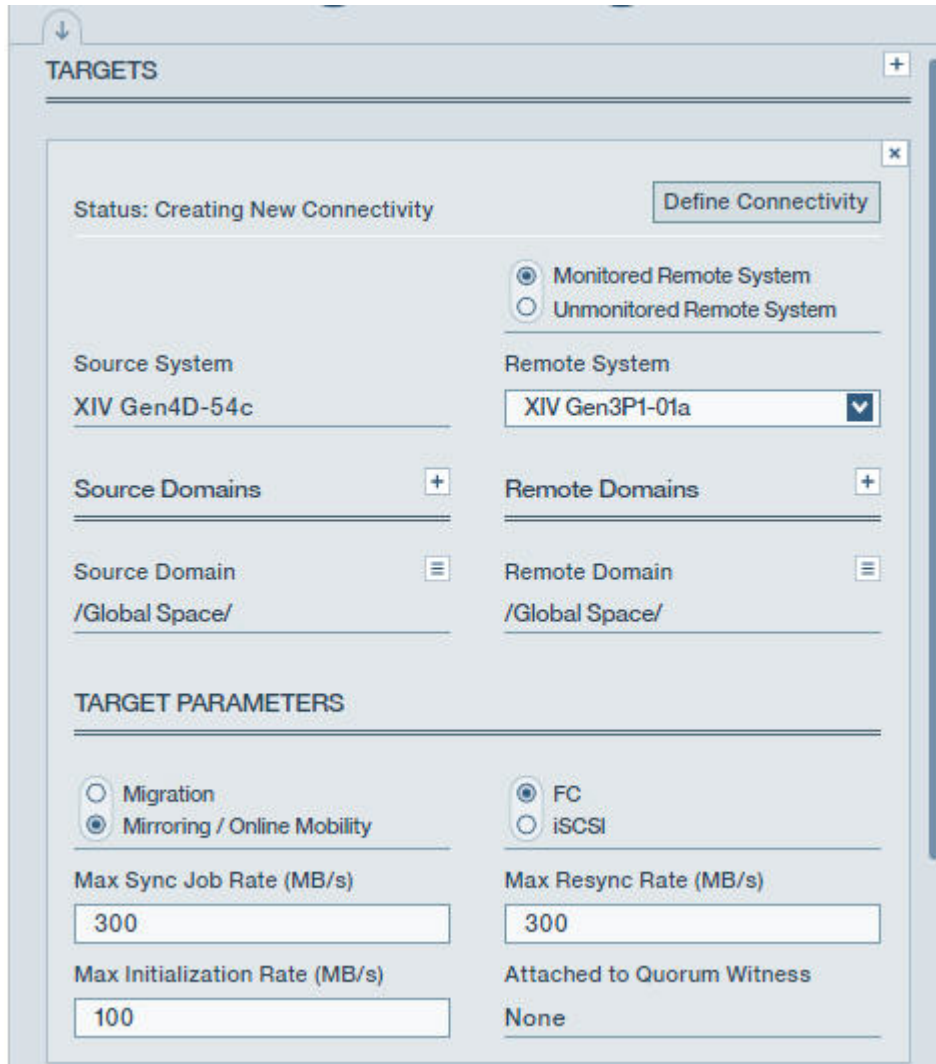 TARGETS
Status: Creating New Connectivity
Define Connectivity
Monitored Remote System
Unmonitored Remote System
Source System
Remote System
XIV Gen4D-54c
XIV Gen3P1-01a
Source Domains
Remote Domains
Source Domain
Remote Domain
/Global Space/
/Global Space/
TARGET PARAMETERS
Migration
FC
Mirroring / Online Mobility
iSCSI
Max Sync Job Rate (MB/s)
Max Resync Rate (MB/s)
300
300
Max Initialization Rate (MB/s)
Attached to Quorum Witness
100
None